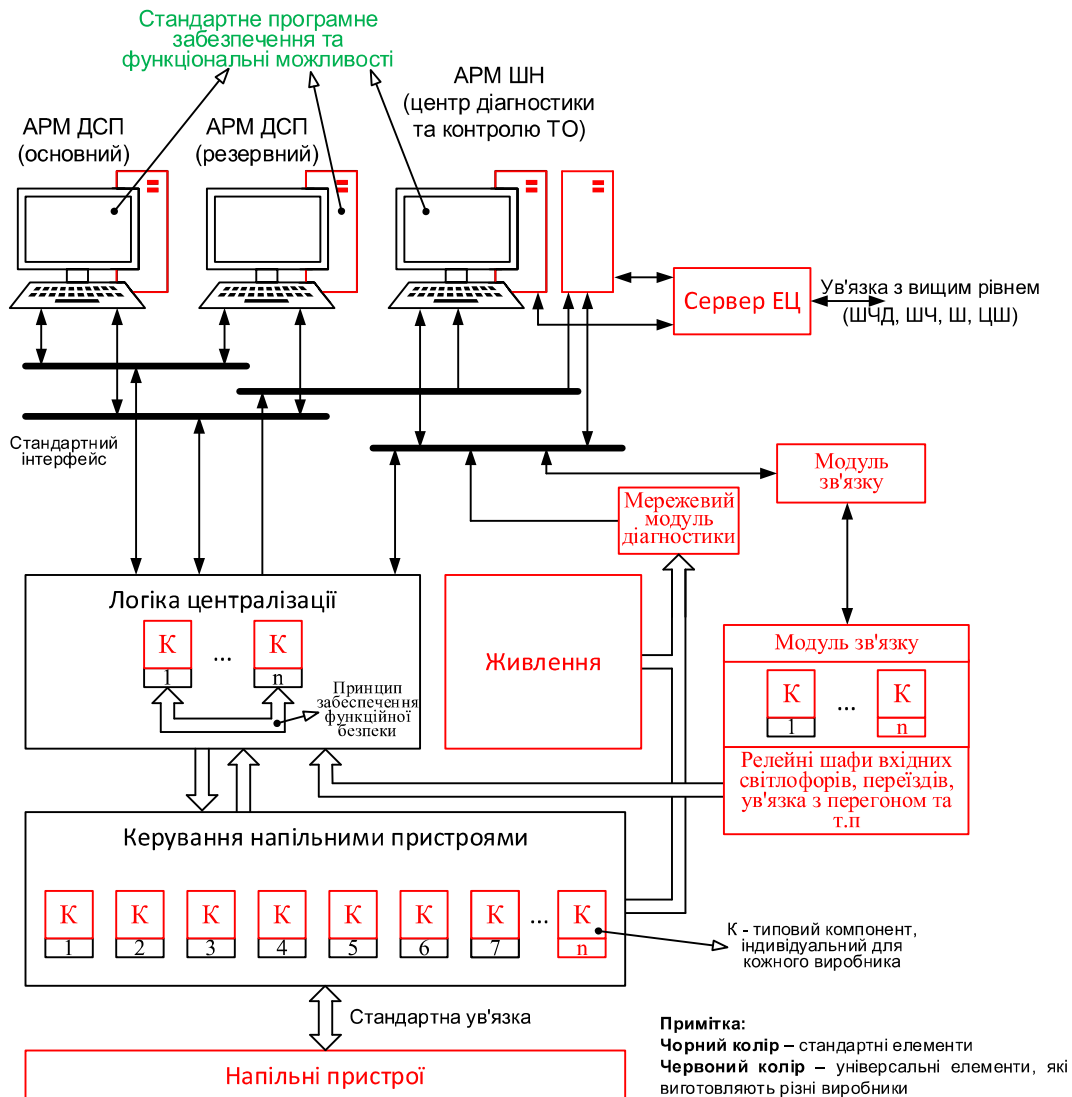 Стандартне програмне
забезпечення та
функціональні можливості
АРМ ДСП
(основний)
АРМ ДСП
(резервний)
АРМ ШН
(центр діагностики
та контролю ТО)
Сервер ЕЦ
Ув'язка з вищим рівнем
(ШЧД, ШЧ, Ш, ЦШ)
Стандартний
інтерфейс
Модуль
зв'язку
Мережевий
модуль
діагностики
Логіка централізації
К
1
...
К
n
Принцип
забеспечення
функційної
безпеки
Живлення
Модуль зв'язку
К
1
...
К
n
Релейні шафи вхідних
світлофорів, переїздів,
ув'язка з перегоном та
т.п
Керування напільними пристроями
К К К К К К К ... К
1 2 3 4 5 6 7 n
К - типовий компонент,
індивідуальний для
кожного виробника
Стандартна ув'язка
Напільні пристрої
Примітка:
Чорний колір – стандартні елементи
Червоний колір – універсальні елементи, які
виготовляють різні виробники